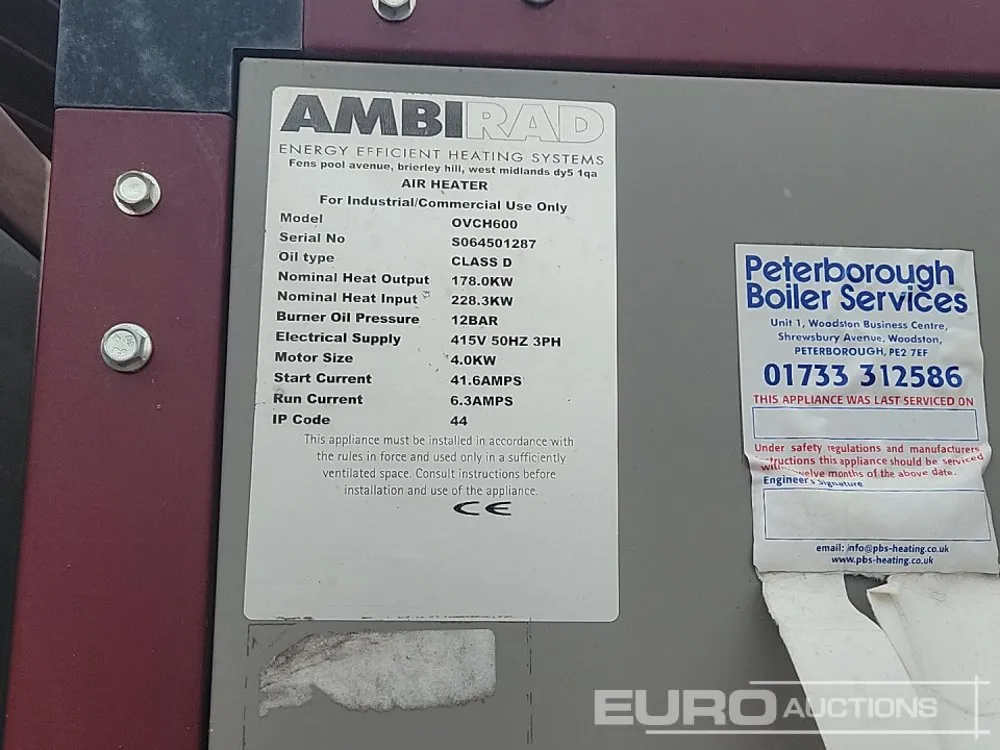 AMBIRAD
ENERGY EFFICIENT HEATING SYSTEMS
Fens pool avenue, brierley hill, west midlands dy5 1qa
AIR HEATER
For Industrial/Commercial Use Only
Model OVCH600
Serial No S064501287
Oil type CLASS D
Nominal Heat Output 178.0KW
Nominal Heat Input 228.3KW
Burner Oil Pressure 12BAR
Electrical Supply 415V 50HZ 3PH
Motor Size 4.0KW
Start Current 41.6AMPS
Run Current 6.3AMPS
IP Code 44
This appliance must be installed in accordance with
the rules in force and used only in a sufficiently
ventilated space. Consult instructions before
installation and use of the appliance.
CE
Peterborough
Boiler Services
Unit 1, Woodston Business Centre,
Shrewsbury Avenue, Woodston,
PETERBOROUGH, PE2 7EF
01733 312586
THIS APPLIANCE WAS LAST SERVICED ON
Under safety regulations and manufacturers
instructions this appliance should be serviced
within twelve months of the above date.
Engineer's Signature
email: info@pbs-heating.co.uk
www.pbs-heating.co.uk
EURO AUCTIONS